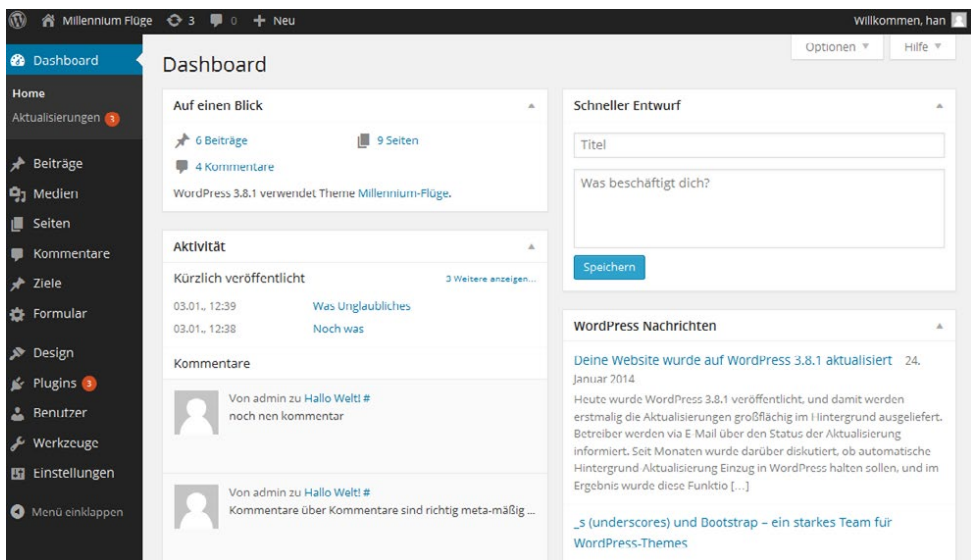 Millennium Flüge 3 0 + Neu
Willkommen, han
Optionen
Hilfe
Dashboard
Home
Aktualisierungen 3
Beiträge
Medien
Seiten
Kommentare
Ziele
Formular
Design
Plugins 3
Benutzer
Werkzeuge
Einstellungen
Menü einklappen
Dashboard
Auf einen Blick
6 Beiträge
9 Seiten
4 Kommentare
WordPress 3.8.1 verwendet Theme Millennium-Flüge.
Aktivität
Kürzlich veröffentlicht
3 Weitere anzeigen...
03.01., 12:39 Was Unglaubliches
03.01., 12:38 Noch was
Kommentare
Von admin zu Hallo Welt! #
noch nen kommentar
Von admin zu Hallo Welt! #
Kommentare über Kommentare sind richtig meta-mäßig ...
Schneller Entwurf
Titel
Was beschäftigt dich?
Speichern
WordPress Nachrichten
Deine Website wurde auf WordPress 3.8.1 aktualisiert 24.
Januar 2014
Heute wurde WordPress 3.8.1 veröffentlicht, und damit werden
erstmalig die Aktualisierungen großflächig im Hintergrund ausgeliefert.
Betreiber werden via E-Mail über den Status der Aktualisierung
informiert. Seit Monaten wurde darüber diskutiert, ob automatische
Hintergrund-Aktualisierung Einzug in WordPress halten sollen, und im
Ergebnis wurde diese Funktio [...]
_s (underscores) und Bootstrap – ein starkes Team für
WordPress-Themes